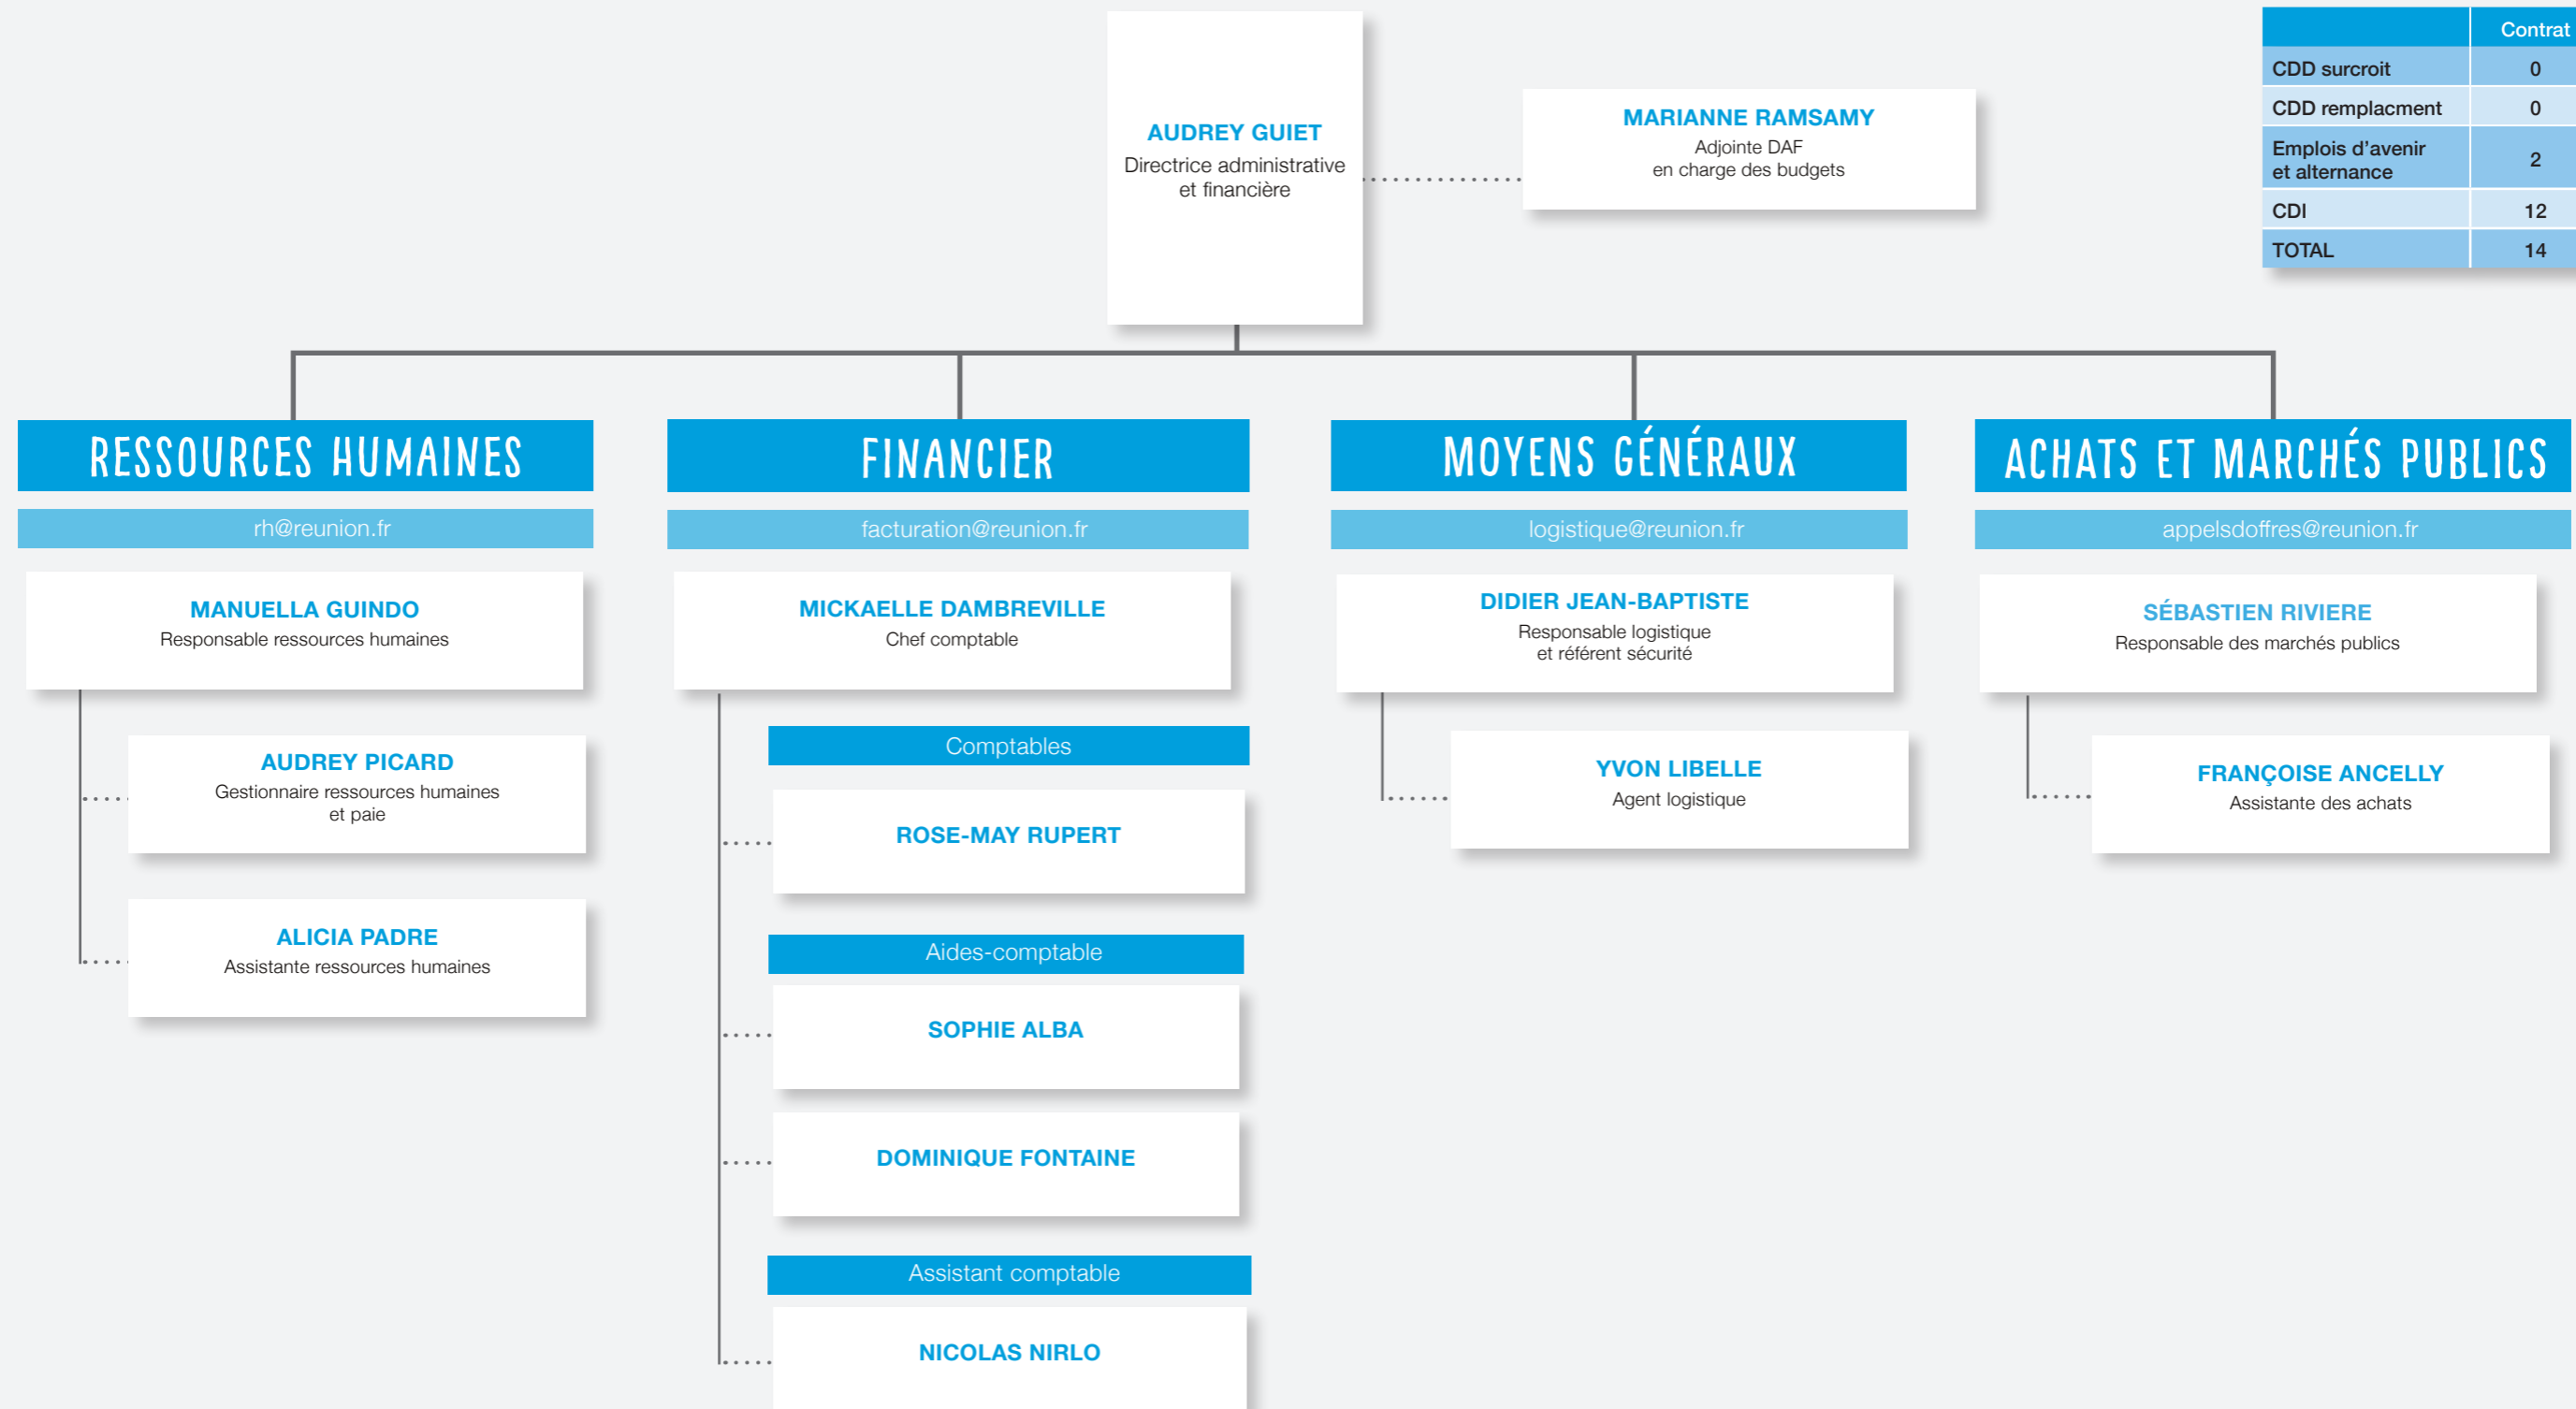 AUDREY GUIET
Directrice administrative
et financière
MARIANNE RAMSAMY
Adjointe DAF
en charge des budgets
Contrat
CDD surcroit 0
CDD remplacment 0
Emplois d'avenir
et alternance 2
CDI 12
TOTAL 14
RESSOURCES HUMAINES
rh@reunion.fr
MANUELLA GUINDO
Responsable ressources humaines
AUDREY PICARD
Gestionnaire ressources humaines
et paie
ALICIA PADRE
Assistante ressources humaines
FINANCIER
facturation@reunion.fr
MICKAELLE DAMBREVILLE
Chef comptable
Comptables
ROSE-MAY RUPERT
Aides-comptable
SOPHIE ALBA
DOMINIQUE FONTAINE
Assistant comptable
NICOLAS NIRLO
MOYENS GÉNÉRAUX
logistique@reunion.fr
DIDIER JEAN-BAPTISTE
Responsable logistique
et référent sécurité
YVON LIBELLE
Agent logistique
ACHATS ET MARCHÉS PUBLICS
appelsdoffres@reunion.fr
SÉBASTIEN RIVIERE
Responsable des marchés publics
FRANÇOISE ANCELLY
Assistante des achats